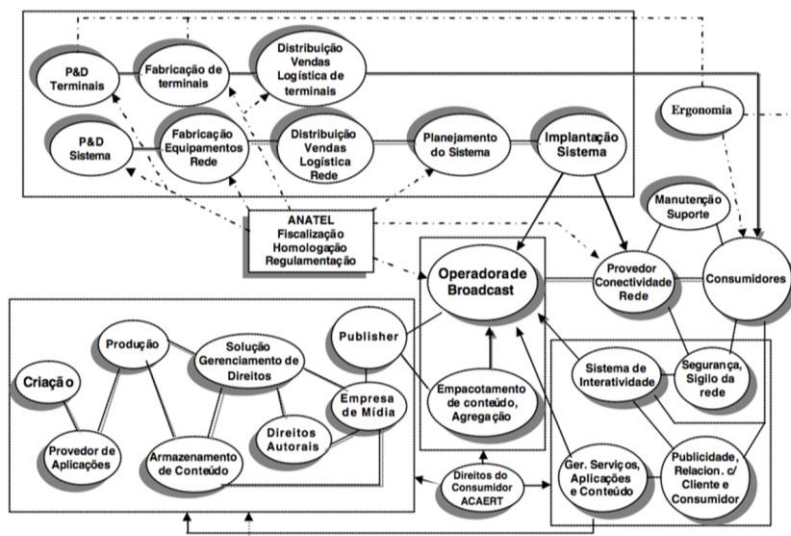 P&D
Terminais
Fabricação de
terminais
Distribuição
Vendas
Logística de
terminais
Ergonomia
P&D
Sistema
Fabricação
Equipamentos
Rede
Distribuição
Vendas
Logística
Rede
Planejamento
do Sistema
Implantação
Sistema
Manutenção
Suporte
ANATEL
Fiscalização
Homologação
Regulamentação
Operadora de
Broadcast
Provedor
Conectividade
Rede
Consumidores
Criação
Produção
Solução
Gerenciamento de
Direitos
Publisher
Provedor de
Aplicações
Armazenamento
de Conteúdo
Direitos
Autorais
Empresa
de Mídia
Empacotamento
de conteúdo,
Agregação
Sistema de
Interatividade
Segurança,
Sigilo da
rede
Direitos do
Consumidor
ACAERT
Ger. Serviços,
Aplicações
e Conteúdo
Publicidade,
Relacion. c/
Cliente e
Consumidor